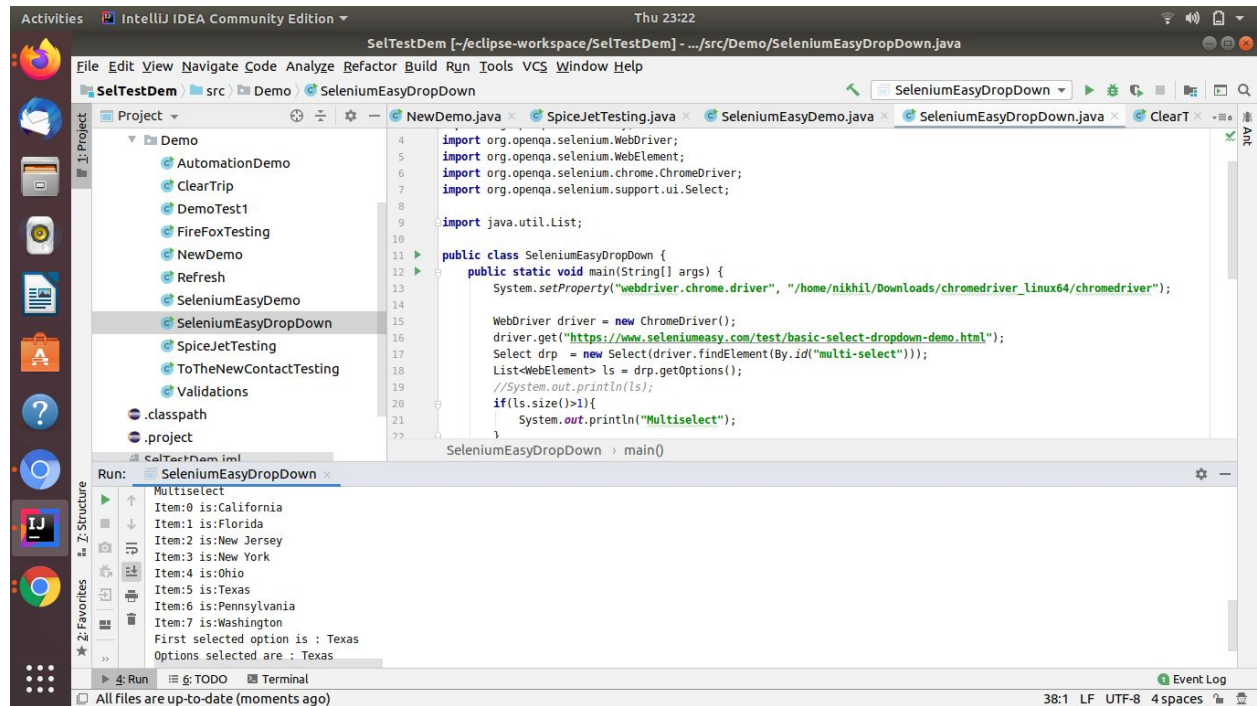 Activities IntelliJ IDEA Community Edition Thu 23:22
SelTestDem [~/eclipse-workspace/SelTestDem] - .../src/Demo/SeleniumEasyDropDown.java
File Edit View Navigate Code Analyze Refactor Build Run Tools VCS Window Help
SelTestDem src Demo SeleniumEasyDropDown SeleniumEasyDropDown
1: Project
Project
Demo
AutomationDemo
ClearTrip
DemoTest1
FireFoxTesting
NewDemo
Refresh
SeleniumEasyDemo
SeleniumEasyDropDown
SpiceJetTesting
ToTheNewContactTesting
Validations
.classpath
.project
SelTestDem.iml
NewDemo.java SpiceJetTesting.java SeleniumEasyDemo.java SeleniumEasyDropDown.java ClearT
Ant
4 import org.openqa.selenium.WebDriver;
5 import org.openqa.selenium.WebElement;
6 import org.openqa.selenium.chrome.ChromeDriver;
7 import org.openqa.selenium.support.ui.Select;
8
9 import java.util.List;
10
11 public class SeleniumEasyDropDown {
12 public static void main(String[] args) {
13 System.setProperty("webdriver.chrome.driver", "/home/nikhil/Downloads/chromedriver_linux64/chromedriver");
14
15 WebDriver driver = new ChromeDriver();
16 driver.get("https://www.seleniumeasy.com/test/basic-select-dropdown-demo.html");
17 Select drp = new Select(driver.findElement(By.id("multi-select")));
18 List<WebElement> ls = drp.getOptions();
19 //System.out.println(ls);
20 if(ls.size()>1){
21 System.out.println("Multiselect");
22 }
SeleniumEasyDropDown › main()
Run: SeleniumEasyDropDown
Multiselect
Item:0 is:California
Item:1 is:Florida
Item:2 is:New Jersey
Item:3 is:New York
Item:4 is:Ohio
Item:5 is:Texas
Item:6 is:Pennsylvania
Item:7 is:Washington
First selected option is : Texas
Options selected are : Texas
Z: Structure
2: Favorites
4: Run 6: TODO Terminal 1 Event Log
All files are up-to-date (moments ago) 38:1 LF UTF-8 4 spaces